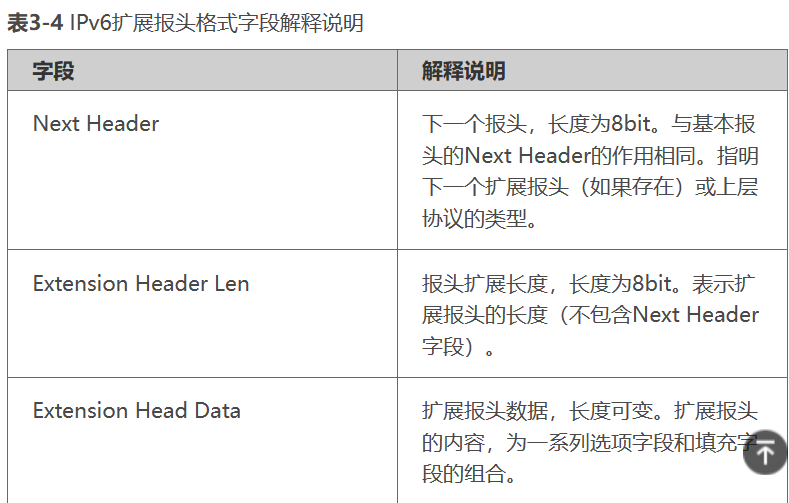 表3-4 IPv6扩展报头格式字段解释说明
字段
解释说明
Next Header
下一个报头，长度为8bit。与基本报
头的Next Header的作用相同。指明
下一个扩展报头（如果存在）或上层
协议的类型。
Extension Header Len
报头扩展长度，长度为8bit。表示扩
展报头的长度（不包含Next Header
字段）。
Extension Head Data
扩展报头数据，长度可变。扩展报头
的内容，为一系列选项字段和填充字
段的组合。